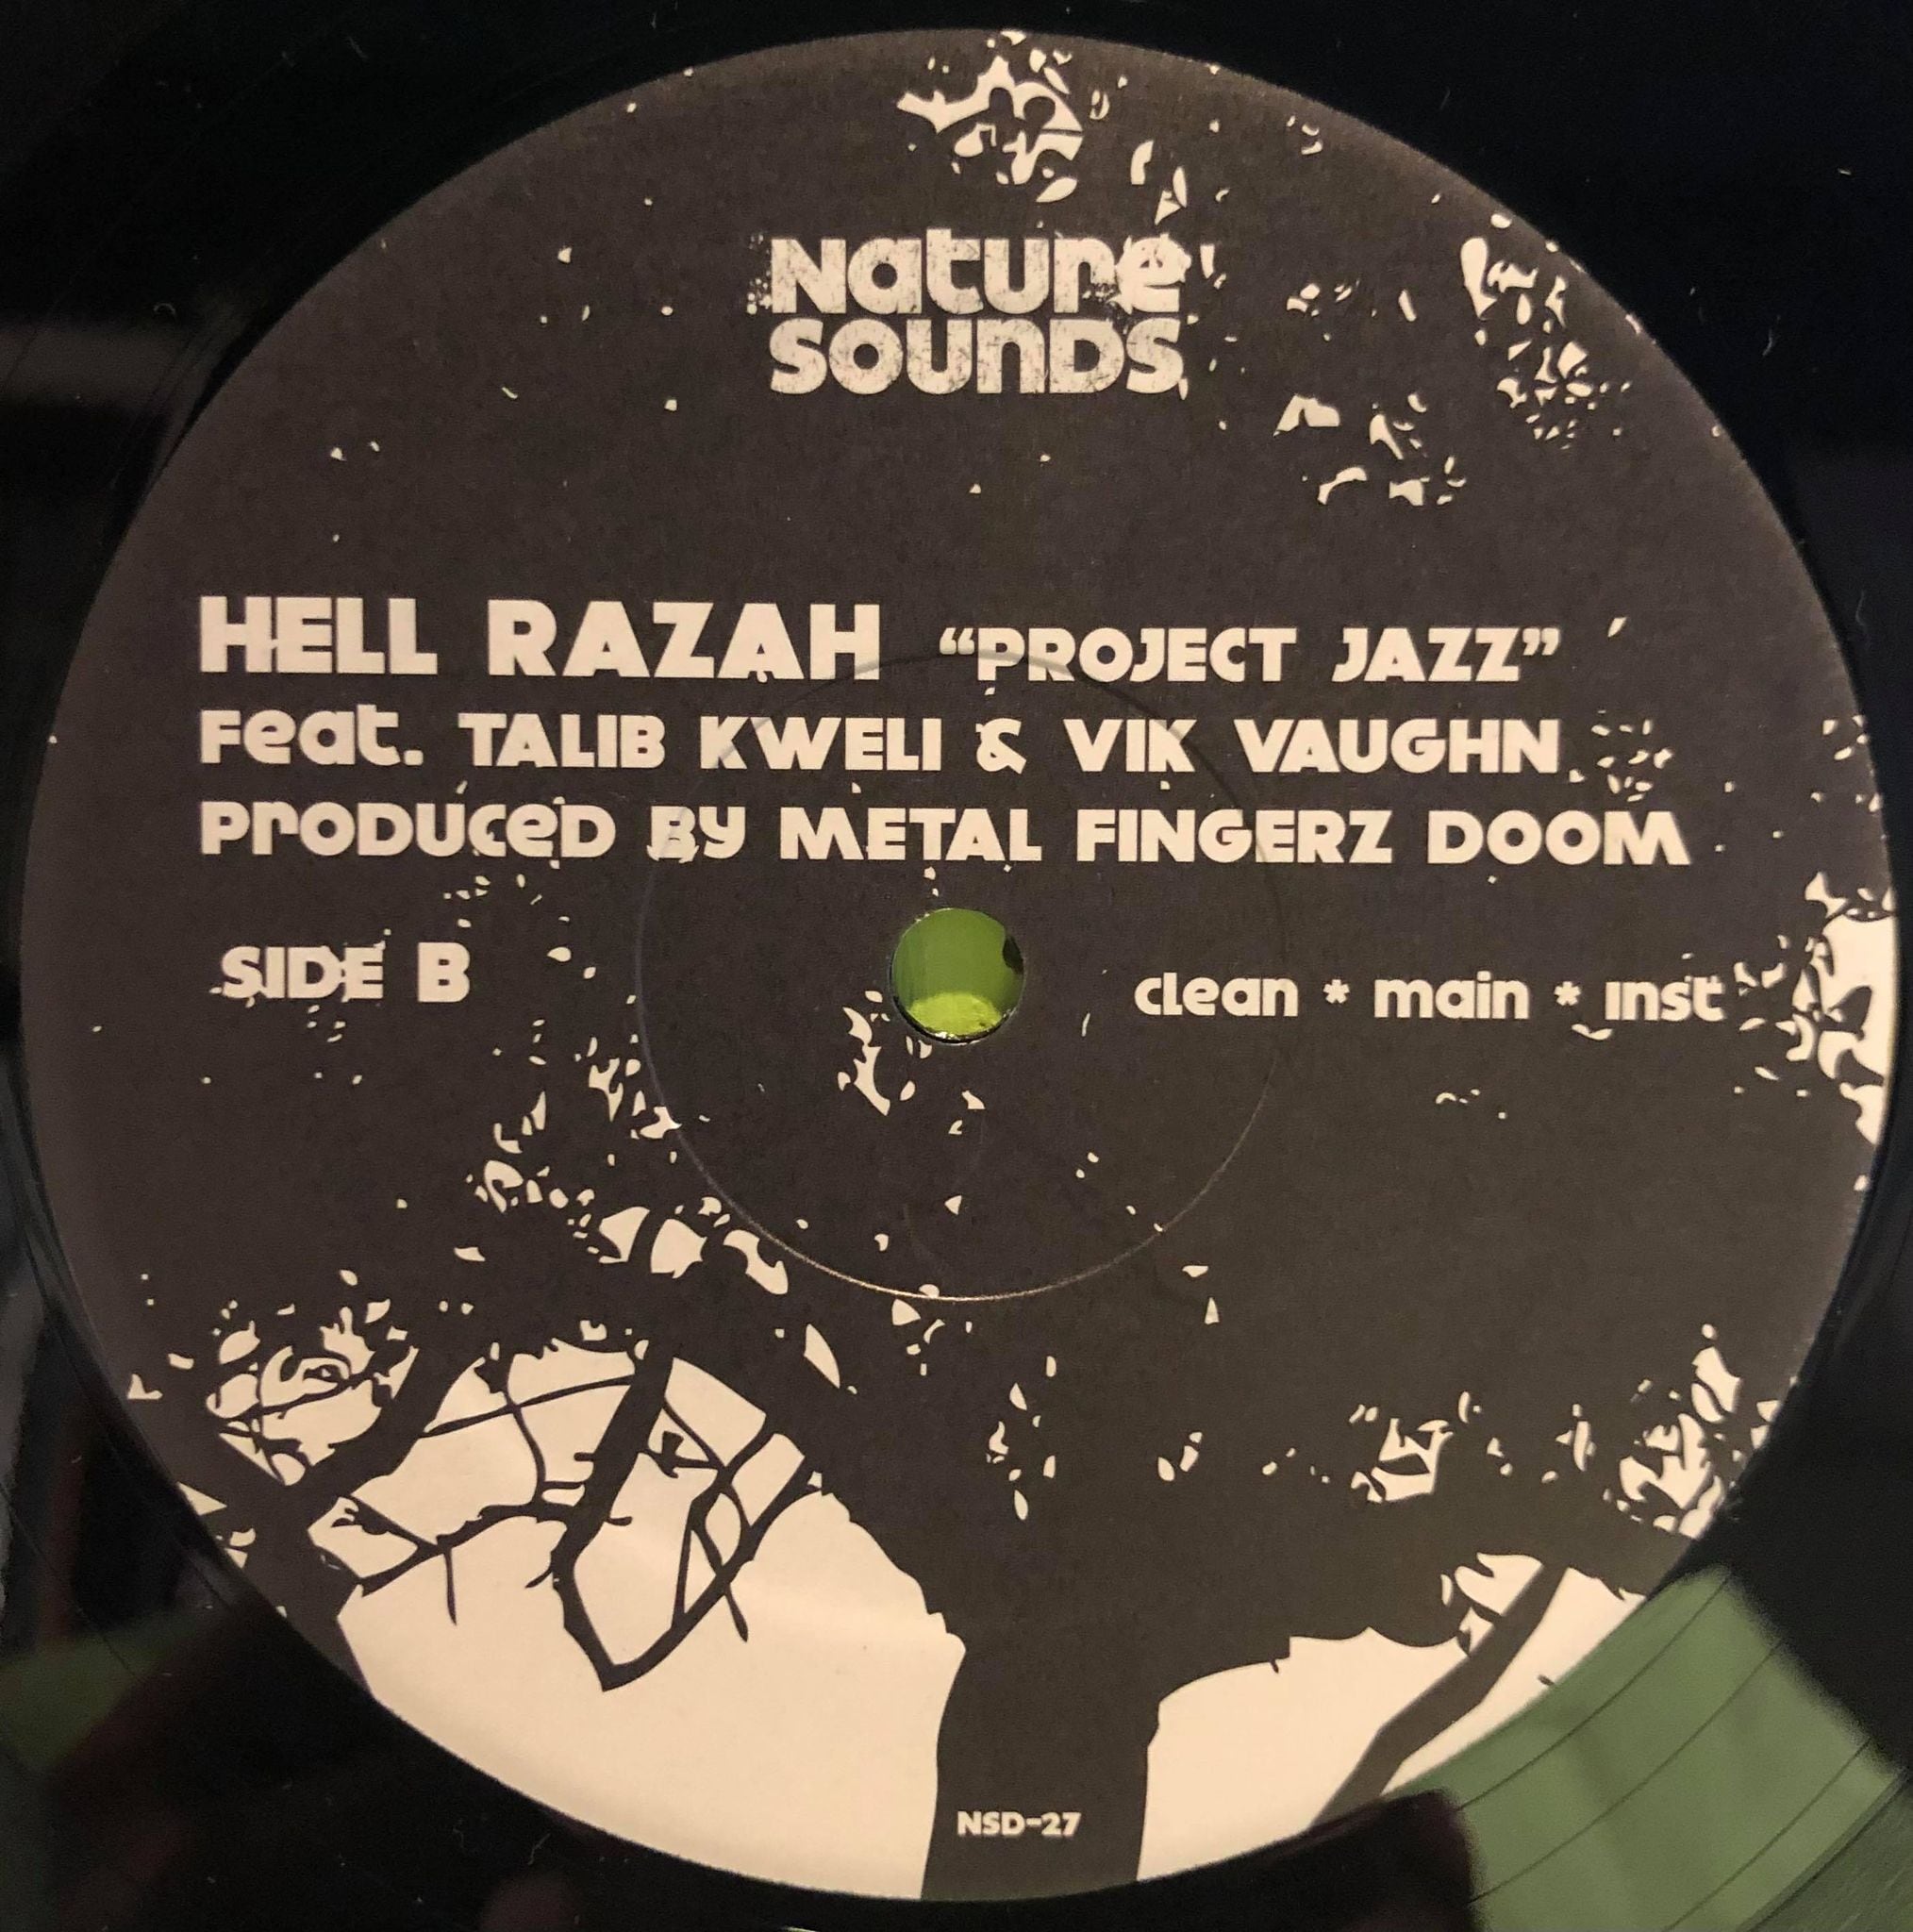 Nature
SOUNDS
HELL RAZAH “PROJECT JAZZ”
Feat. TALIB KWELI & VIK VAUGHN
PrODUceD By METAL FINGERZ DOOM
SIDE B
clean * main * inst
NSD-27